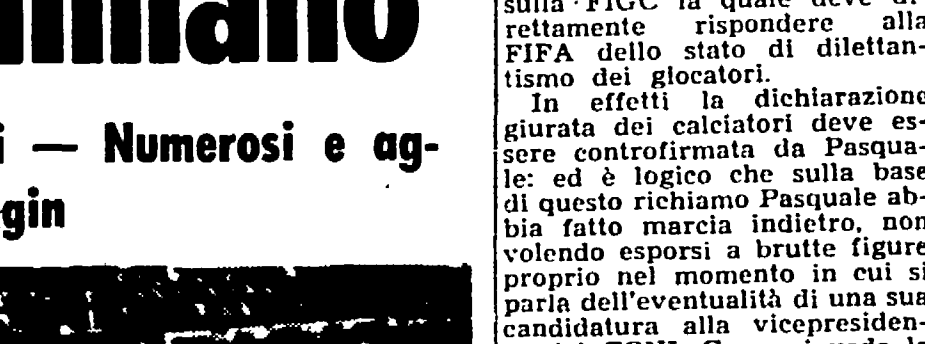 i — Numerosi e ag-
gin
sulla FIGC la quale deve di-
rettamente rispondere alla
FIFA dello stato di dilettan-
tismo dei giocatori.
In effetti la dichiarazione
giurata dei calciatori deve es-
sere controfirmata da Pasqua-
le: ed è logico che sulla base
di questo richiamo Pasquale ab-
bia fatto marcia indietro, non
volendo esporsi a brutte figure
proprio nel momento in cui si
parla dell'eventualità di una sua
candidatura alla vicepresiden-